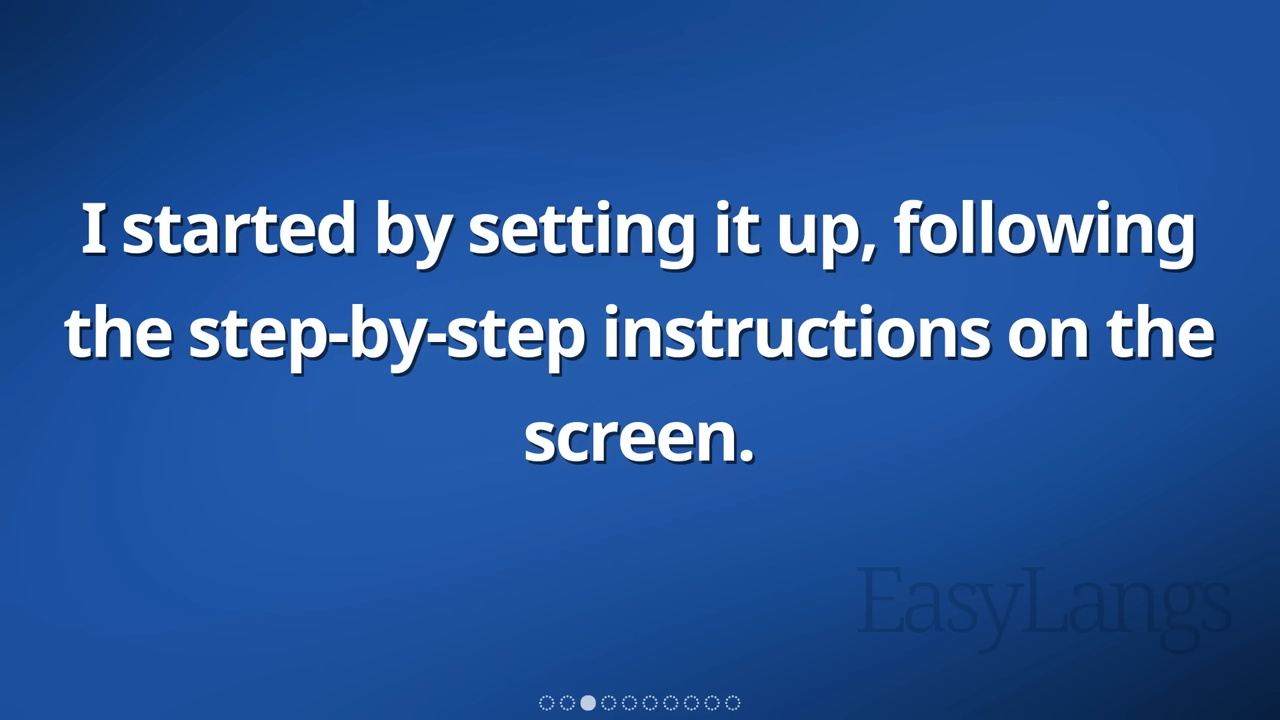 I started by setting it up, following
the step-by-step instructions on the
screen.
EasyLangs